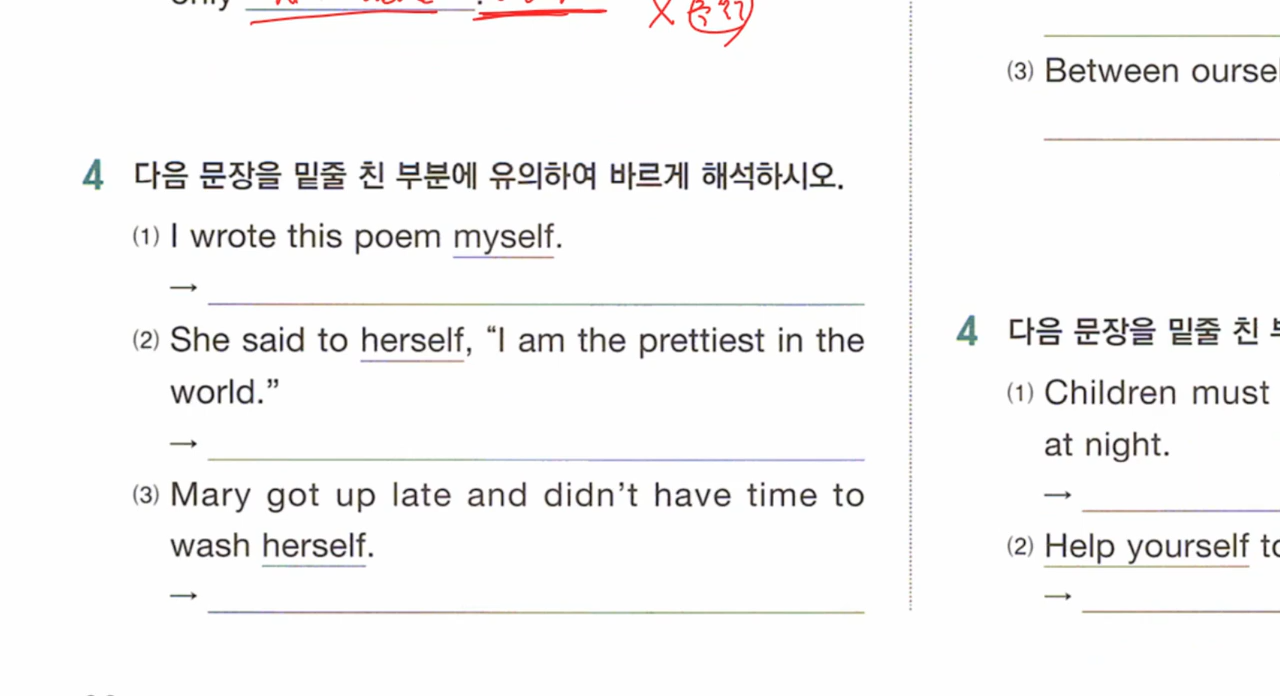 only
4 다음 문장을 밑줄 친 부분에 유의하여 바르게 해석하시오.
(1) I wrote this poem myself.
→
(2) She said to herself, “I am the prettiest in the
world.”
→
(3) Mary got up late and didn’t have time to
wash herself.
→
(3) Between
4 다음 문장을 밑줄 친
(1) Children must
at night.
→
(2) Help yourself
→